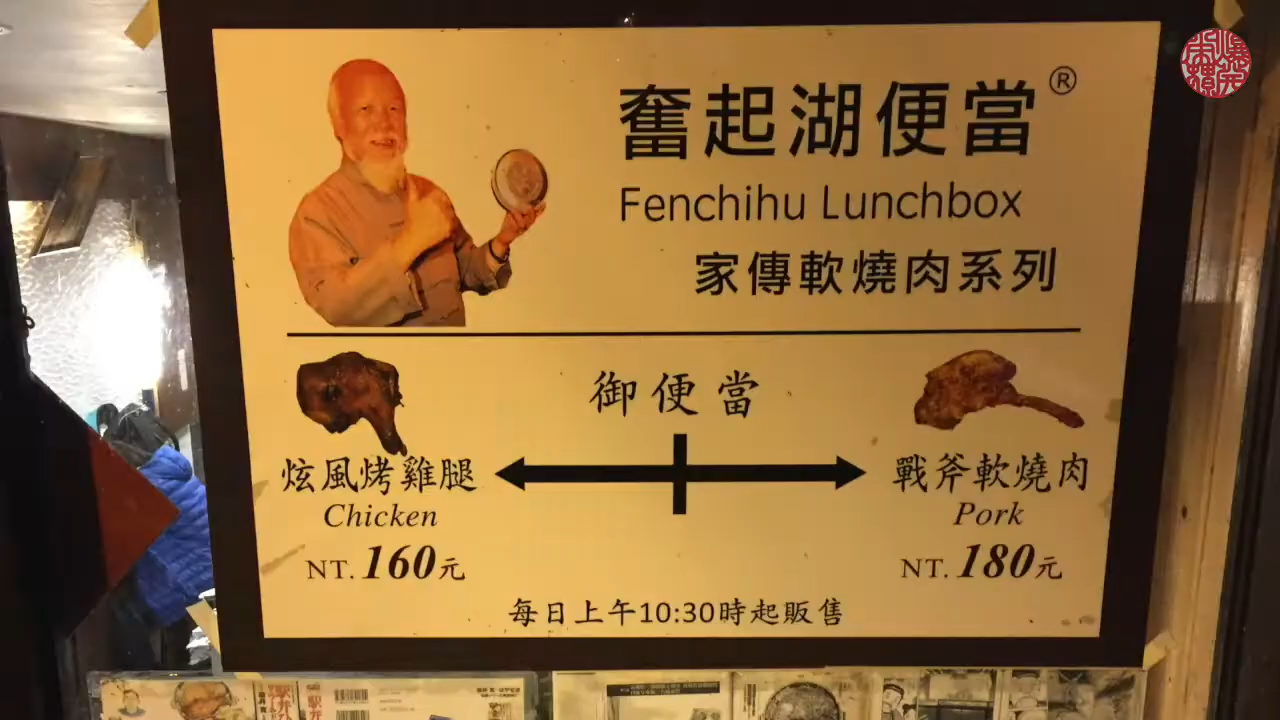 奮起湖便當®
Fenchihu Lunchbox
家傳軟燒肉系列
御便當
炫風烤雞腿
Chicken
NT. 160元
戰斧軟燒肉
Pork
NT. 180元
每日上午10:30時起販售